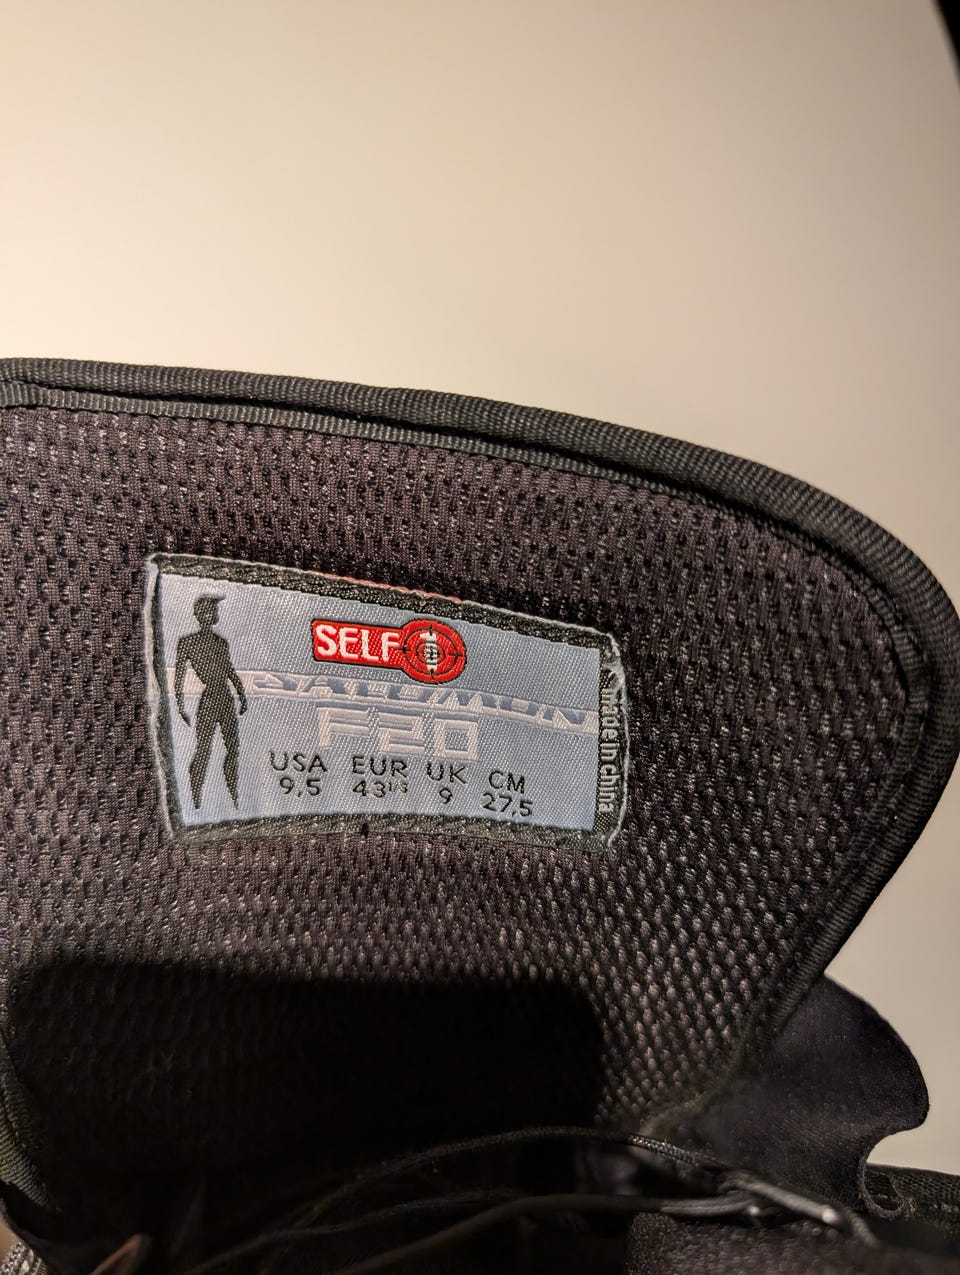 SELF
SALOMON
F20
USA EUR UK CM
9.5 43 1/3 9 27,5
made in china